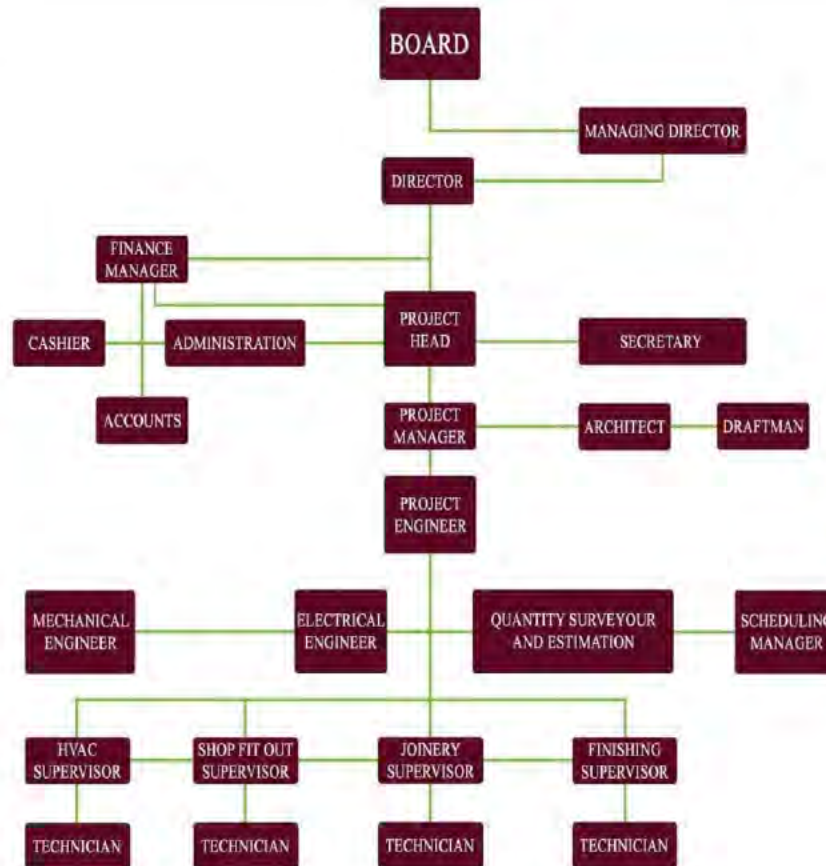 BOARD
MANAGING DIRECTOR
DIRECTOR
FINANCE
MANAGER
CASHIER
ADMINISTRATION
PROJECT
HEAD
SECRETARY
ACCOUNTS
PROJECT
MANAGER
ARCHITECT
DRAFTMAN
PROJECT
ENGINEER
MECHANICAL
ENGINEER
ELECTRICAL
ENGINEER
QUANTITY SURVEYOUR
AND ESTIMATION
SCHEDULING
MANAGER
HVAC
SUPERVISOR
SHOP FIT OUT
SUPERVISOR
JOINERY
SUPERVISOR
FINISHING
SUPERVISOR
TECHNICIAN
TECHNICIAN
TECHNICIAN
TECHNICIAN